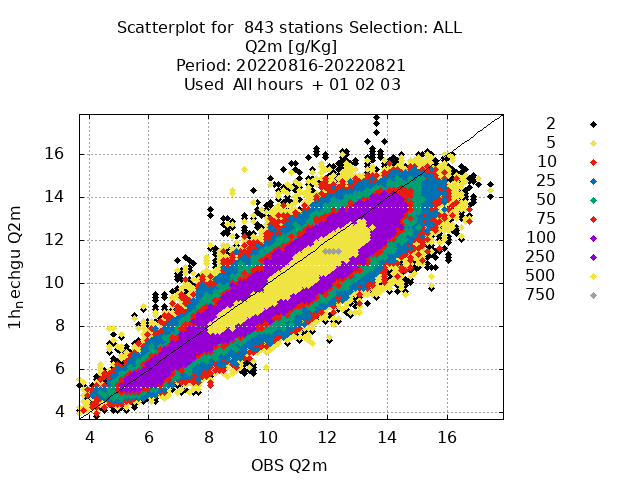 Scatterplot for  843 stations Selection: ALL
Q2m [g/Kg]
Period: 20220816-20220821
Used  All hours  + 01 02 03
2
5
10
25
50
75
100
250
500
750
1hnechgu Q2m
16
14
12
10
8
6
4
4 6 8 10 12 14 16
OBS Q2m